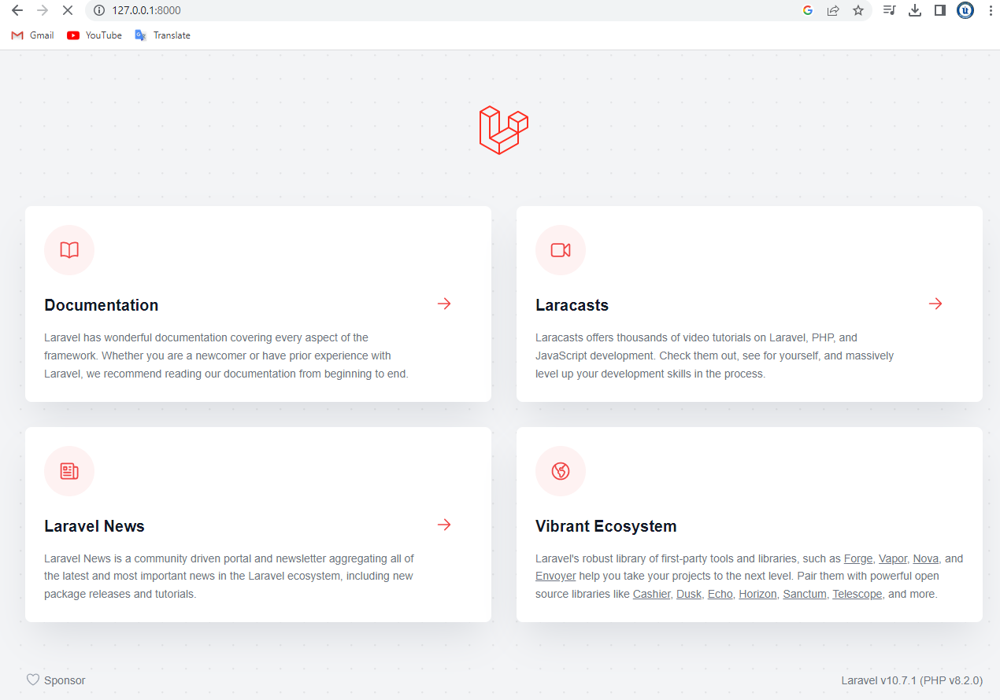 127.0.0.1:8000
Gmail YouTube Translate
Documentation
Laravel has wonderful documentation covering every aspect of the
framework. Whether you are a newcomer or have prior experience with
Laravel, we recommend reading our documentation from beginning to end.
Laracasts
Laracasts offers thousands of video tutorials on Laravel, PHP, and
JavaScript development. Check them out, see for yourself, and massively
level up your development skills in the process.
Laravel News
Laravel News is a community driven portal and newsletter aggregating all of
the latest and most important news in the Laravel ecosystem, including new
package releases and tutorials.
Vibrant Ecosystem
Laravel's robust library of first-party tools and libraries, such as Forge, Vapor, Nova, and
Envoyer help you take your projects to the next level. Pair them with powerful open
source libraries like Cashier, Dusk, Echo, Horizon, Sanctum, Telescope, and more.
Sponsor
Laravel v10.7.1 (PHP v8.2.0)